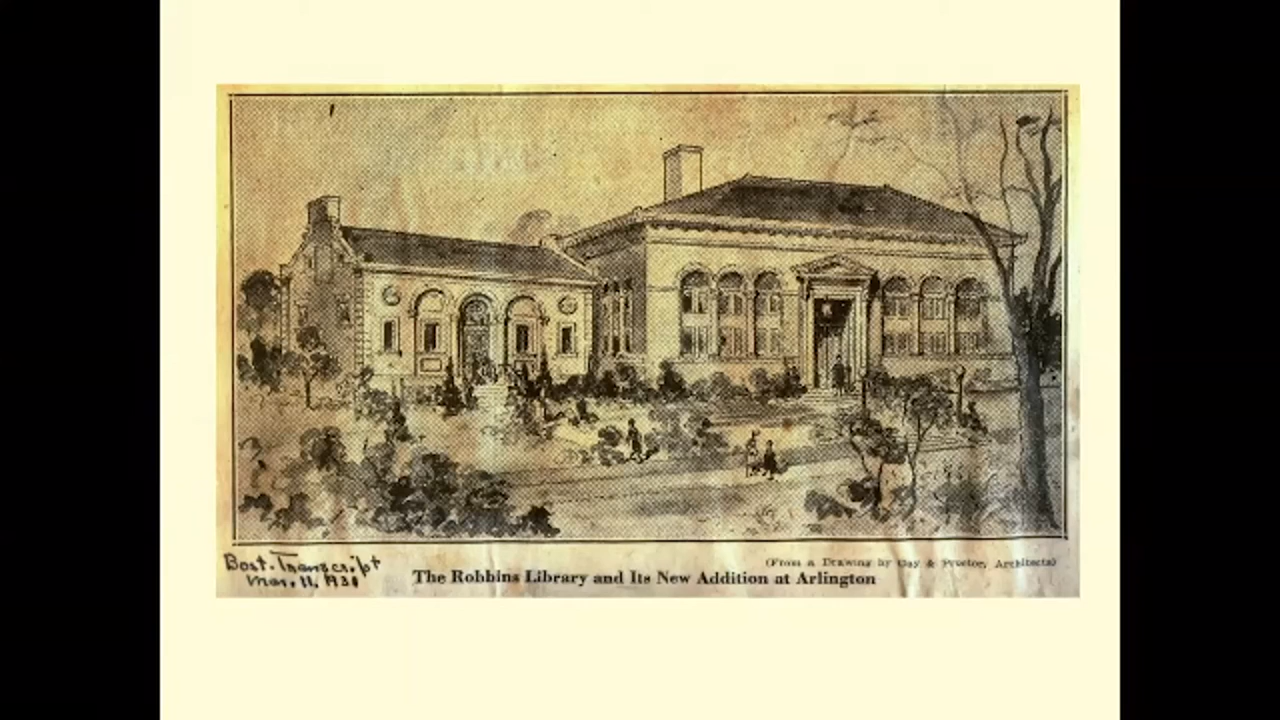 (From a Drawing by Gay & Proctor, Architects)
Bost. Transcript
Mar. 11, 1930
The Robbins Library and Its New Addition at Arlington